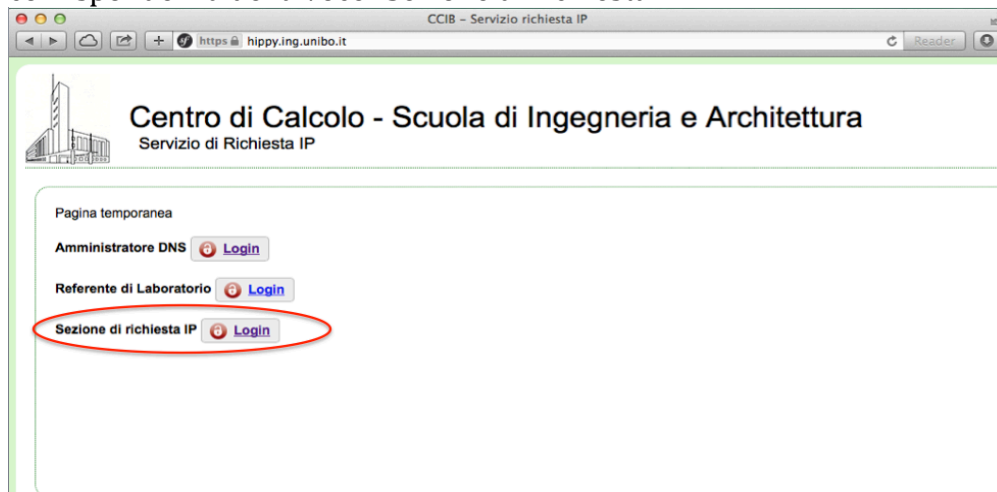 CCIB – Servizio richiesta IP
https hippy.ing.unibo.it
Reader
Centro di Calcolo - Scuola di Ingegneria e Architettura
Servizio di Richiesta IP
Pagina temporanea
Amministratore DNS Login
Referente di Laboratorio Login
Sezione di richiesta IP Login